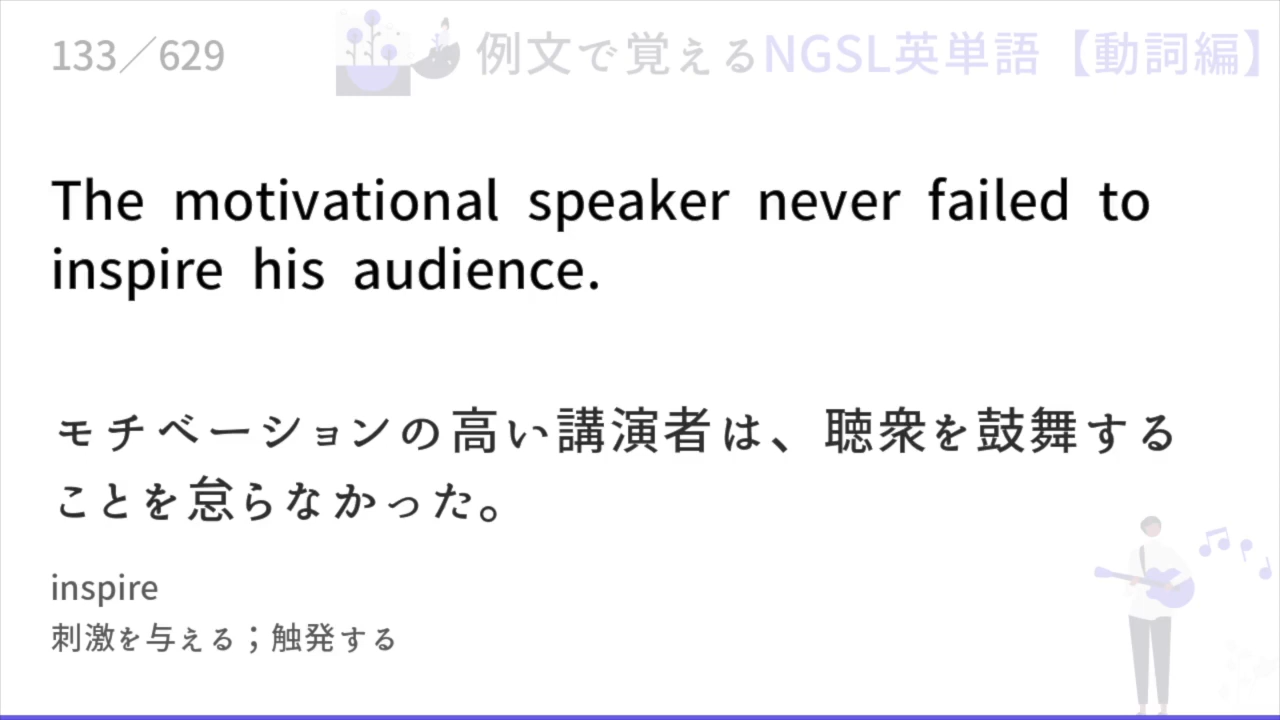 133／629
例文で覚えるNGSL英単語【動詞編】
The motivational speaker never failed to
inspire his audience.
モチベーションの高い講演者は、聴衆を鼓舞する
ことを怠らなかった。
inspire
刺激を与える；触発する